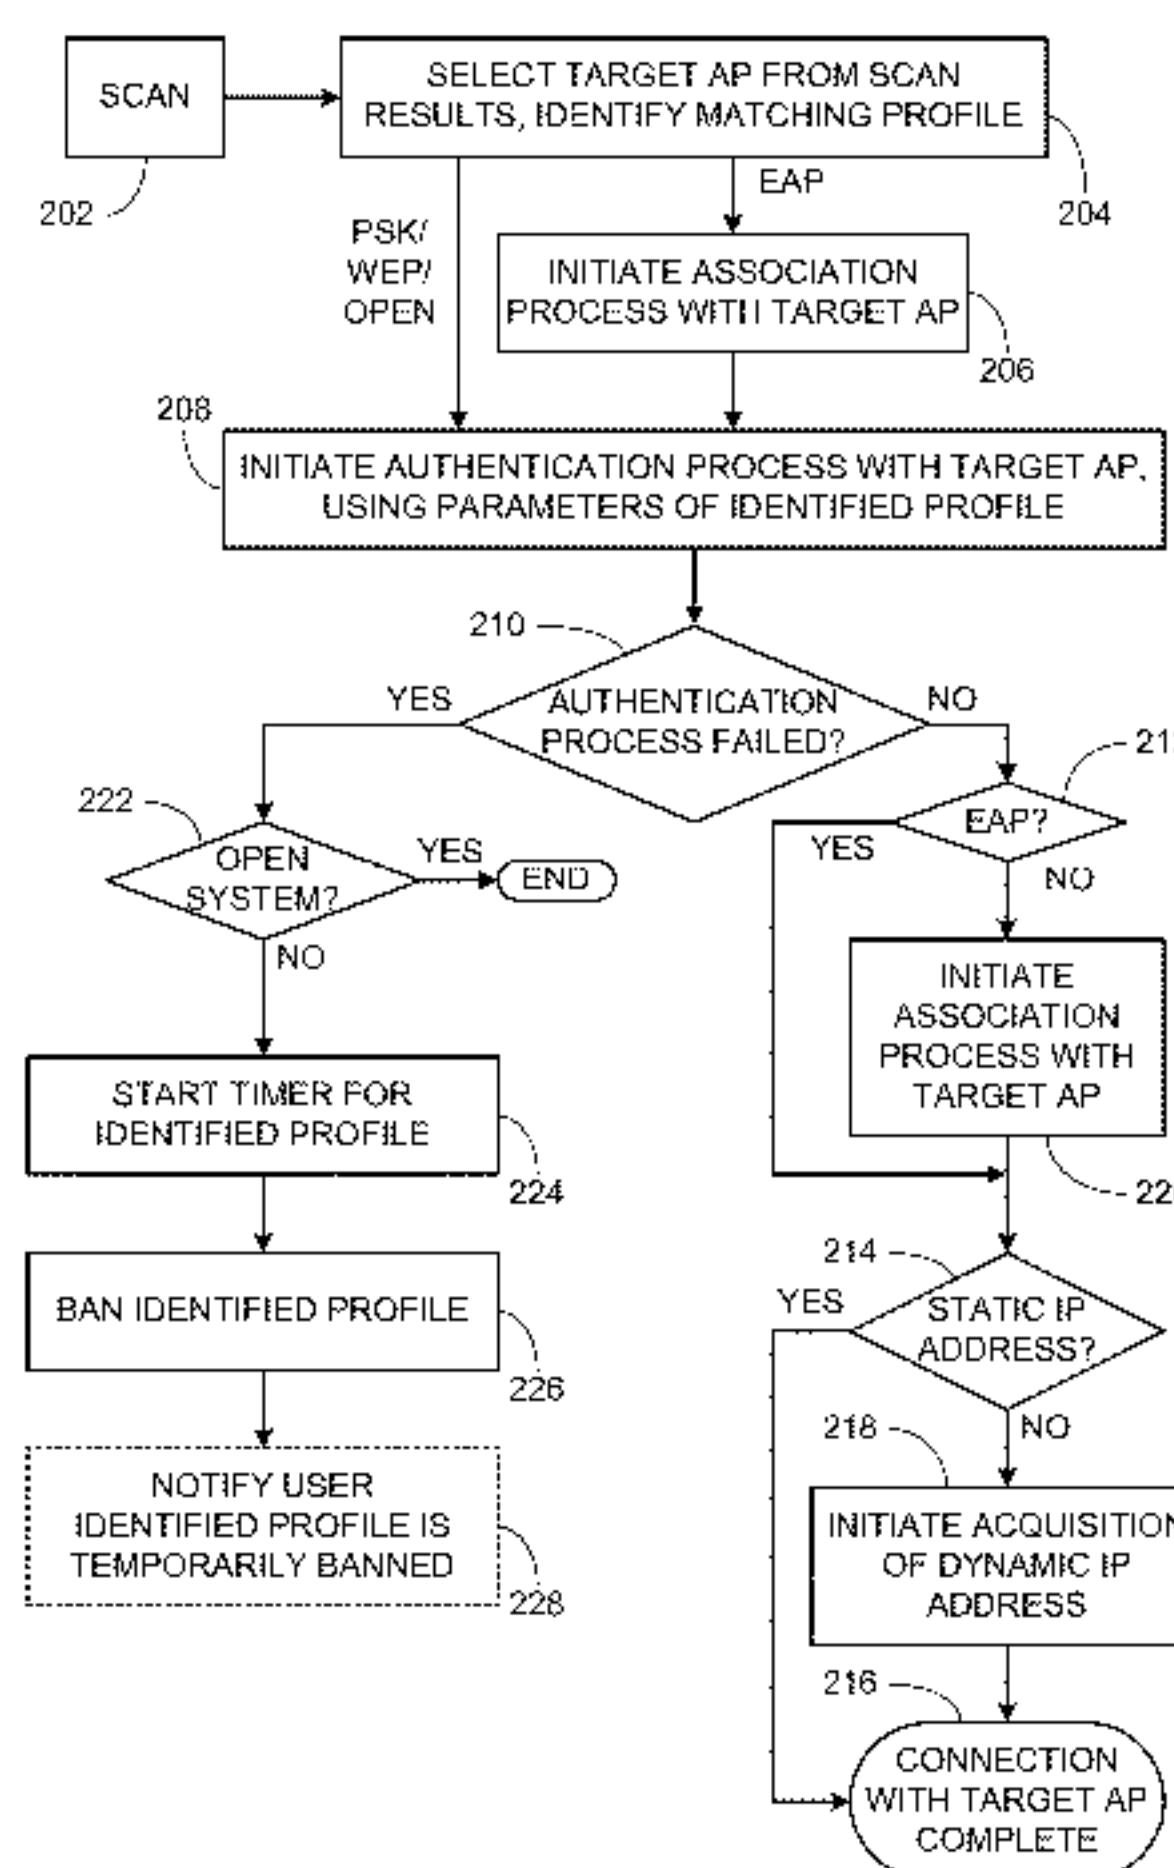 SCAN
SELECT TARGET AP FROM SCAN
RESULTS, IDENTIFY MATCHING PROFILE
202
204
EAP
PSK/
WEP/
OPEN
INITIATE ASSOCIATION
PROCESS WITH TARGET AP
206
208
INITIATE AUTHENTICATION PROCESS WITH TARGET AP,
USING PARAMETERS OF IDENTIFIED PROFILE
210
YES
AUTHENTICATION
PROCESS FAILED?
NO
222
OPEN
SYSTEM?
YES
END
NO
EAP?
YES
NO
INITIATE
ASSOCIATION
PROCESS WITH
TARGET AP
START TIMER FOR
IDENTIFIED PROFILE
224
BAN IDENTIFIED PROFILE
226
214
YES
STATIC IP
ADDRESS?
NO
218
NOTIFY USER
IDENTIFIED PROFILE IS
TEMPORARILY BANNED
228
INITIATE ACQUISITION
OF DYNAMIC IP
ADDRESS
216
CONNECTION
WITH TARGET AP
COMPLETE